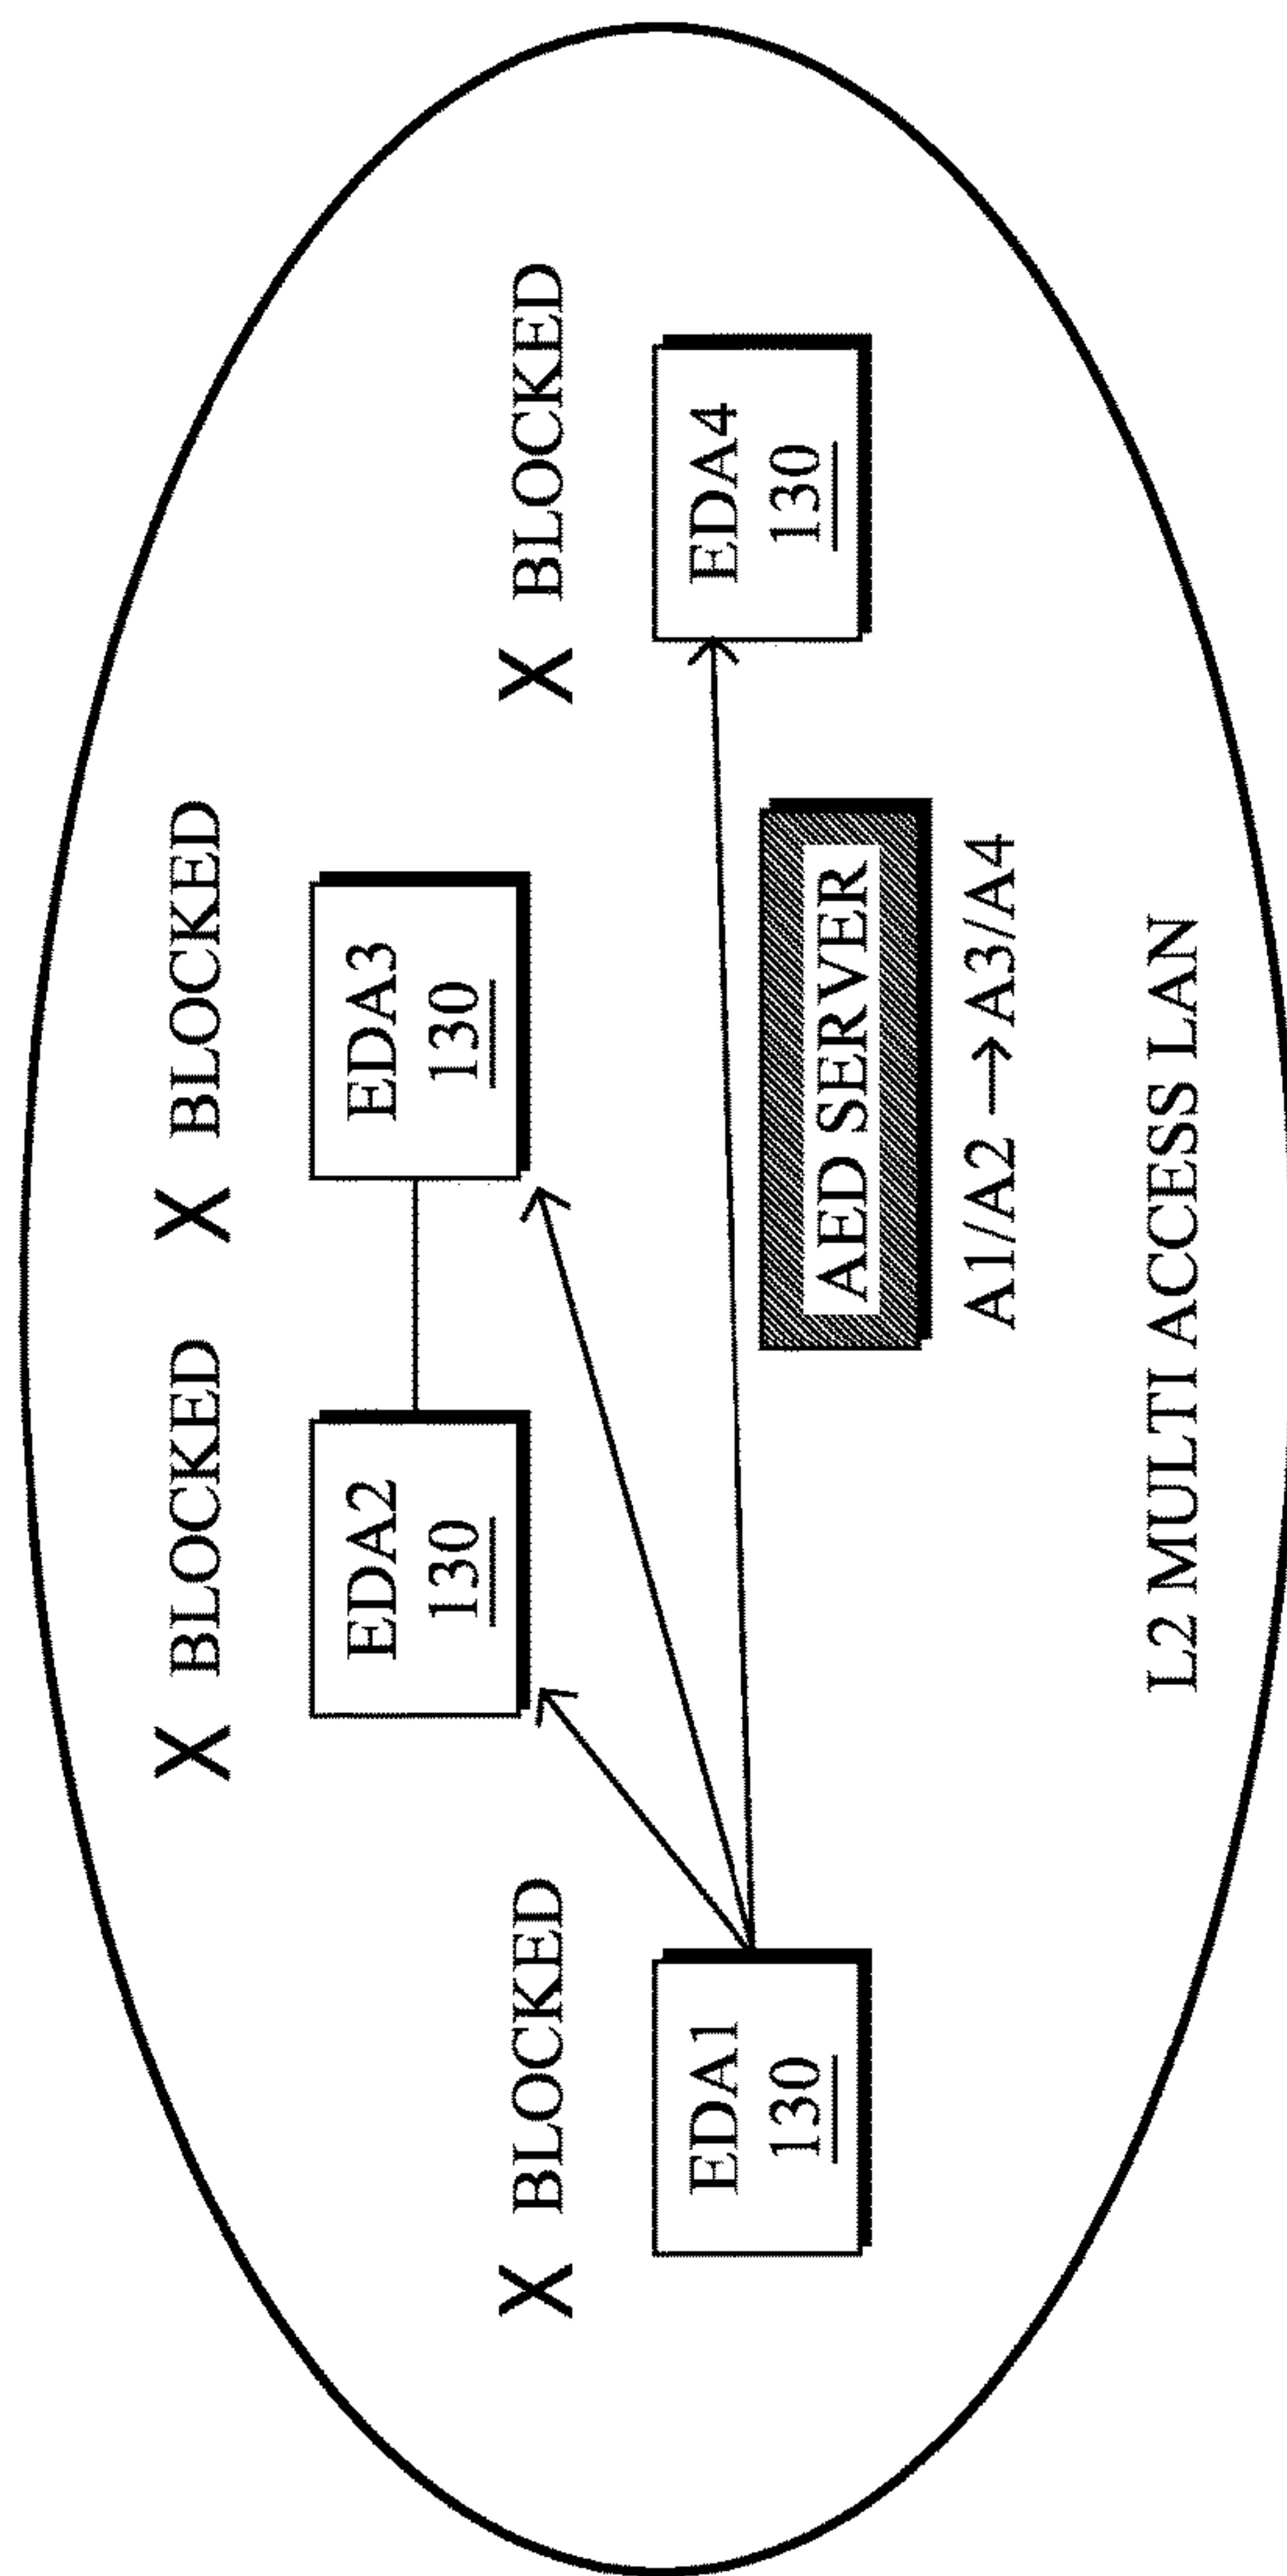 X BLOCKED
X BLOCKED
EDA2
130
EDA3
130
X BLOCKED
X BLOCKED
EDA1
130
EDA4
130
AED SERVER
A1/A2 → A3/A4
L2 MULTI ACCESS LAN